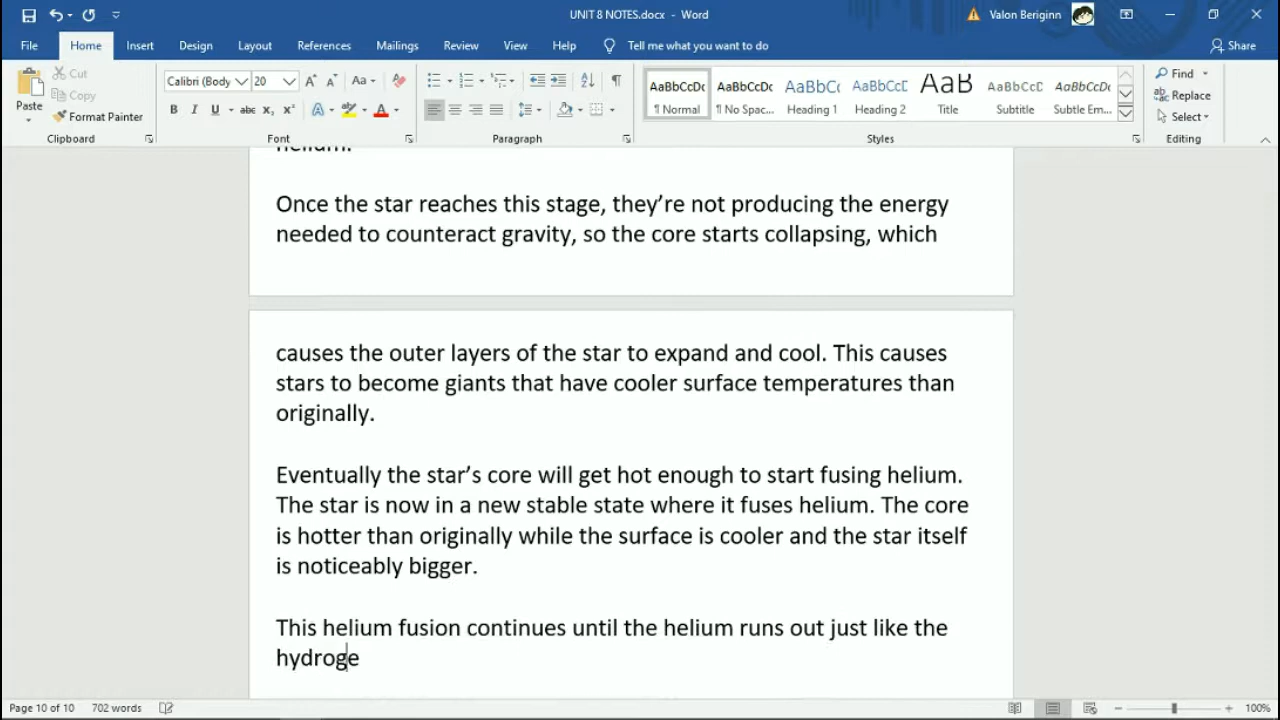 UNIT 8 NOTES.docx - Word
Valon Beriginn
File Home Insert Design Layout References Mailings Review View Help Tell me what you want to do Share
Paste
Cut
Copy
Format Painter
Clipboard
Calibri (Body 20
Font
Paragraph
AaBbCcDc AaBbCcDc AaBbCc AaBbCcD AaB AaBbCcD AaBbCcDc
¶ Normal ¶ No Spac... Heading 1 Heading 2 Title Subtitle Subtle Em...
Styles
Find
Replace
Select
Editing
helium.
Once the star reaches this stage, they’re not producing the energy
needed to counteract gravity, so the core starts collapsing, which
causes the outer layers of the star to expand and cool. This causes
stars to become giants that have cooler surface temperatures than
originally.
Eventually the star’s core will get hot enough to start fusing helium.
The star is now in a new stable state where it fuses helium. The core
is hotter than originally while the surface is cooler and the star itself
is noticeably bigger.
This helium fusion continues until the helium runs out just like the
hydroge
Page 10 of 10 702 words 100%